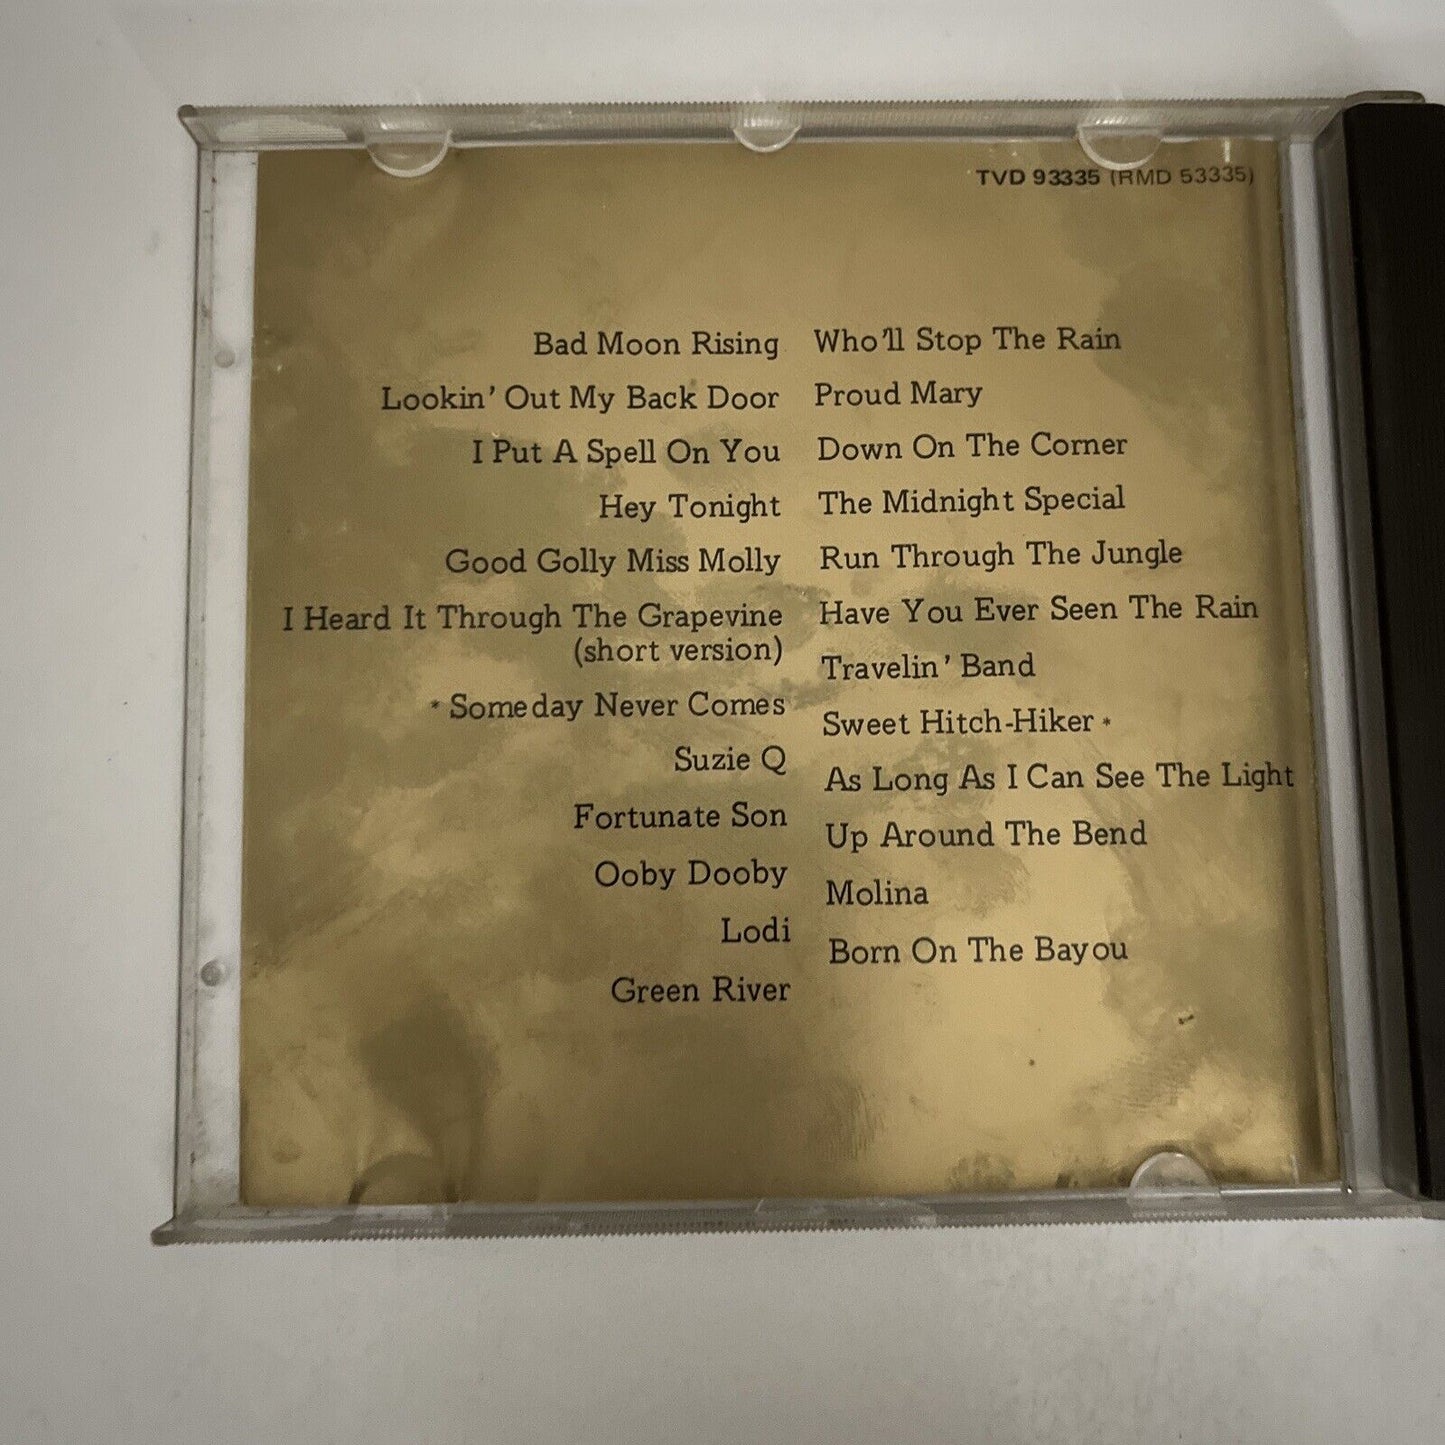 TVD 93335 (RMD 53335)
Bad Moon Rising
Lookin' Out My Back Door
I Put A Spell On You
Hey Tonight
Good Golly Miss Molly
I Heard It Through The Grapevine
(short version)
* Someday Never Comes
Suzie Q
Fortunate Son
Ooby Dooby
Lodi
Green River
Who'll Stop The Rain
Proud Mary
Down On The Corner
The Midnight Special
Run Through The Jungle
Have You Ever Seen The Rain
Travelin' Band
Sweet Hitch-Hiker *
As Long As I Can See The Light
Up Around The Bend
Molina
Born On The Bayou